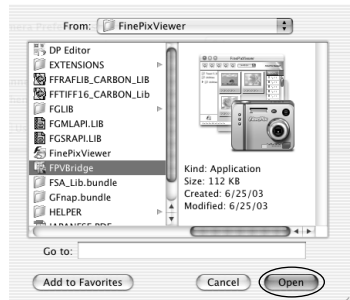 From: FinePixViewer
DP Editor
EXTENSIONS
FFRAFLIB_CARBON_LIB
FFTIFF16_CARBON_Lib
FGLIB
FGMLAPI.LIB
FGSRAPI.LIB
FinePixViewer
FPVBridge
FSA_Lib.bundle
GFnap.bundle
HELPER
JAPANESE.PDF
Kind: Application
Size: 112 KB
Created: 6/25/03
Modified: 6/25/03
Go to:
Add to Favorites
Cancel
Open